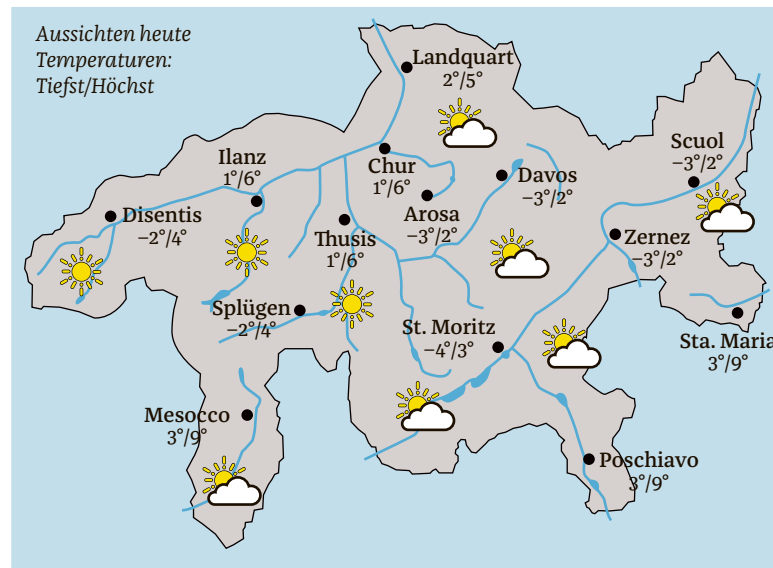 Aussichten heute
Temperaturen:
Tiefst/Höchst
Landquart
2°/5°
Scuol
–3°/2°
Ilanz
1°/6°
Chur
1°/6°
Davos
–3°/2°
Disentis
–2°/4°
Arosa
–3°/2°
Thusis
1°/6°
Zernez
–3°/2°
Splügen
–2°/4°
St. Moritz
–4°/3°
Sta. Maria
3°/9°
Mesocco
3°/9°
Poschiavo
3°/9°